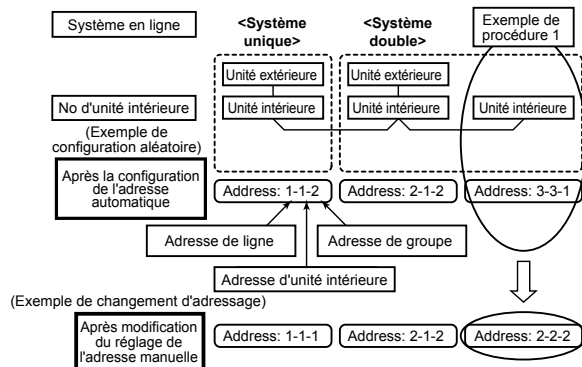 Système en ligne
<Système
unique>
<Système
double>
Exemple de
procédure 1
Unité extérieure
Unité extérieure
No d'unité intérieure
Unité intérieure
Unité intérieure
Unité intérieure
(Exemple de
configuration aléatoire)
Après la configuration
de l'adresse
automatique
Address: 1-1-2
Address: 2-1-2
Address: 3-3-1
Adresse de ligne
Adresse de groupe
Adresse d'unité intérieure
(Exemple de changement d'adressage)
Après modification
du réglage de
l'adresse manuelle
Address: 1-1-1
Address: 2-1-2
Address: 2-2-2